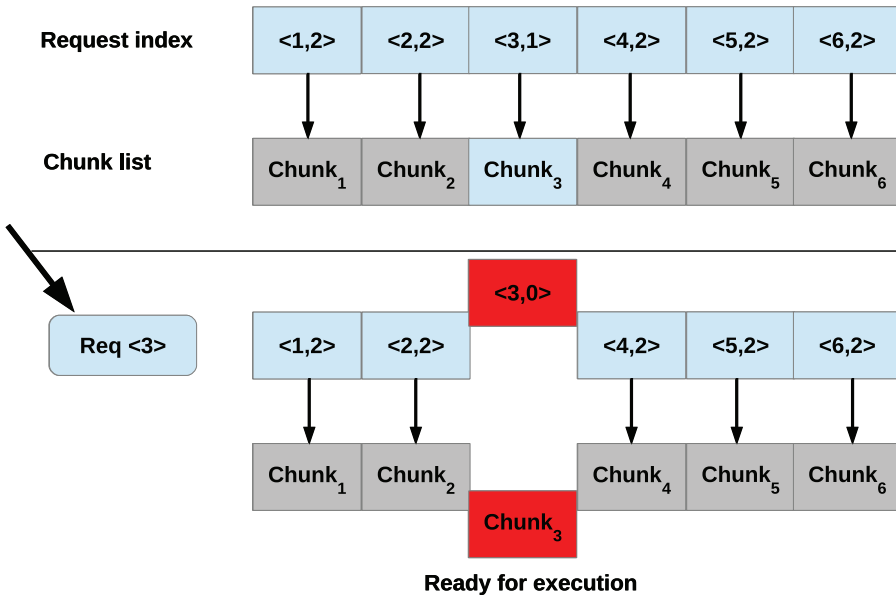 Request index <1,2> <2,2> <3,1> <4,2> <5,2> <6,2>
Chunk list Chunk1 Chunk2 Chunk3 Chunk4 Chunk5 Chunk6
<3,0>
Req <3> <1,2> <2,2> <4,2> <5,2> <6,2>
Chunk1 Chunk2 Chunk4 Chunk5 Chunk6
Chunk3
Ready for execution